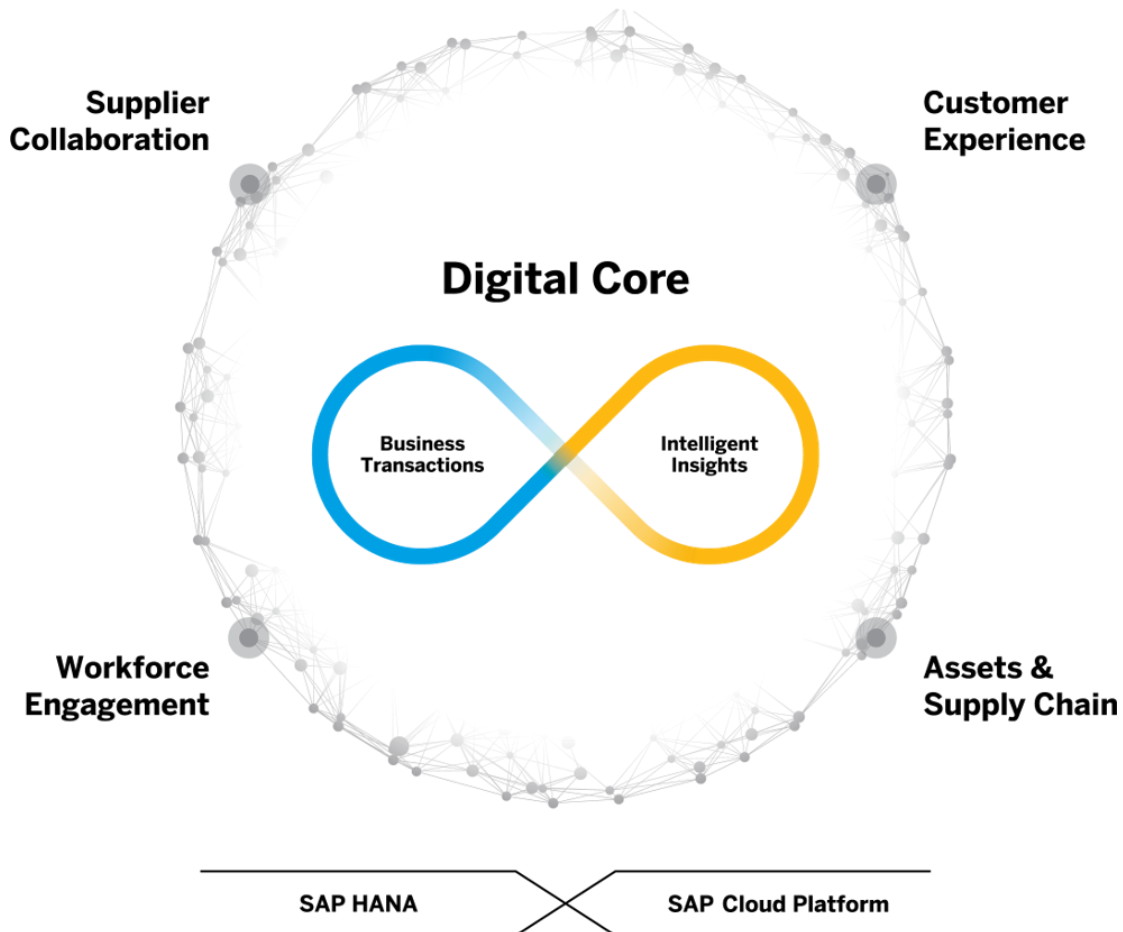 Supplier
Collaboration
Customer
Experience
Digital Core
Business
Transactions
Intelligent
Insights
Workforce
Engagement
Assets &
Supply Chain
SAP HANA
SAP Cloud Platform